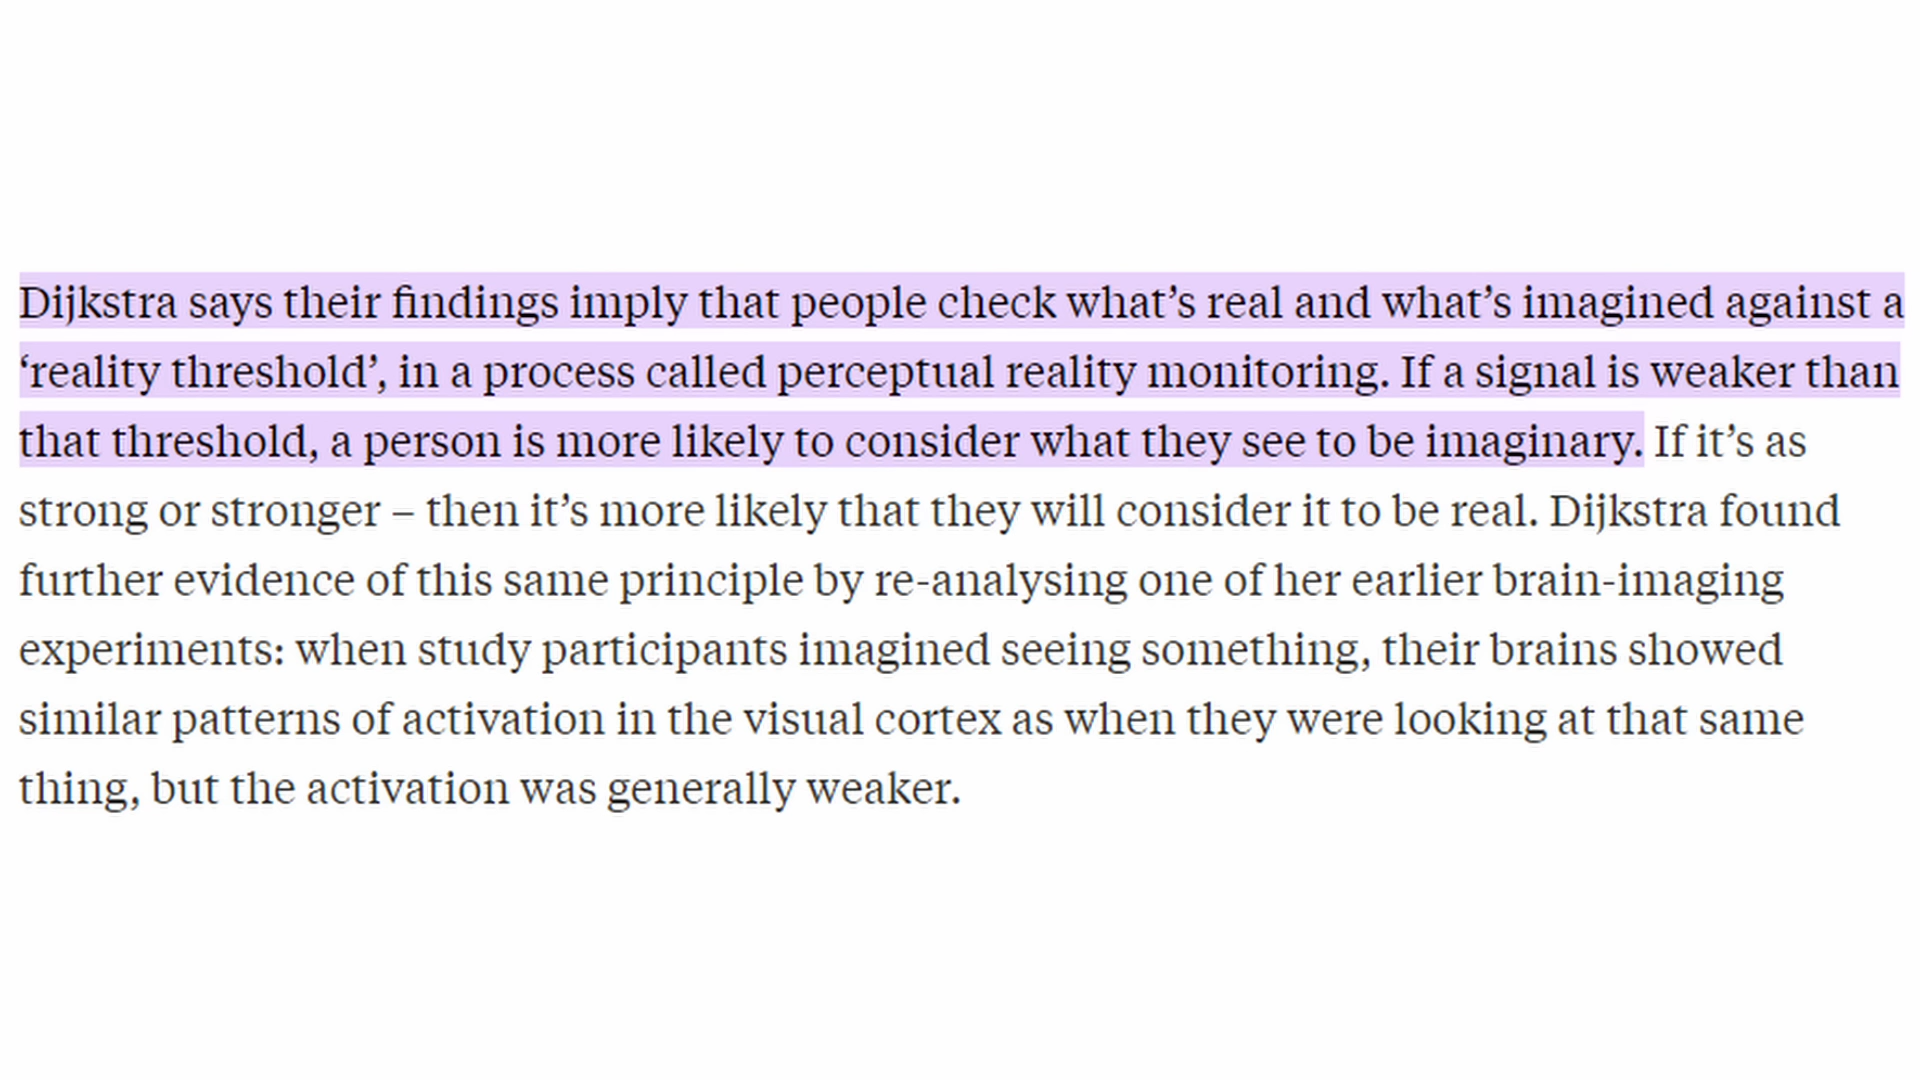 Dijkstra says their findings imply that people check what’s real and what’s imagined against a
‘reality threshold’, in a process called perceptual reality monitoring. If a signal is weaker than
that threshold, a person is more likely to consider what they see to be imaginary. If it’s as
strong or stronger – then it’s more likely that they will consider it to be real. Dijkstra found
further evidence of this same principle by re-analysing one of her earlier brain-imaging
experiments: when study participants imagined seeing something, their brains showed
similar patterns of activation in the visual cortex as when they were looking at that same
thing, but the activation was generally weaker.